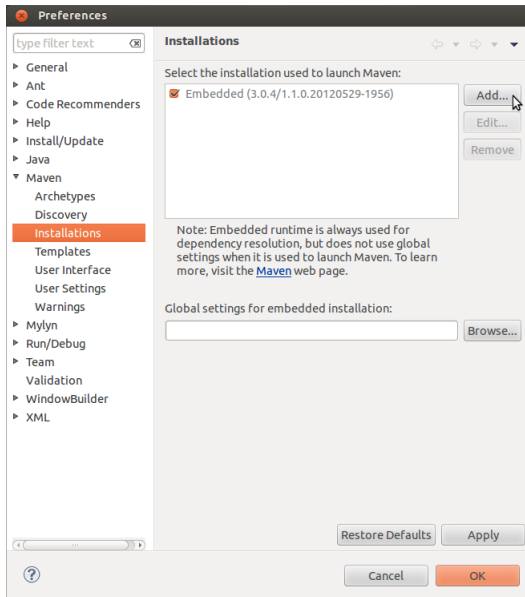 Preferences
type filter text
General
Ant
Code Recommenders
Help
Install/Update
Java
Maven
Archetypes
Discovery
Installations
Templates
User Interface
User Settings
Warnings
Mylyn
Run/Debug
Team
Validation
WindowBuilder
XML
Installations
Select the installation used to launch Maven:
Embedded (3.0.4/1.1.0.20120529-1956)
Add...
Edit...
Remove
Note: Embedded runtime is always used for
dependency resolution, but does not use global
settings when it is used to launch Maven. To learn
more, visit the Maven web page.
Global settings for embedded installation:
Browse...
Restore Defaults
Apply
?
Cancel
OK